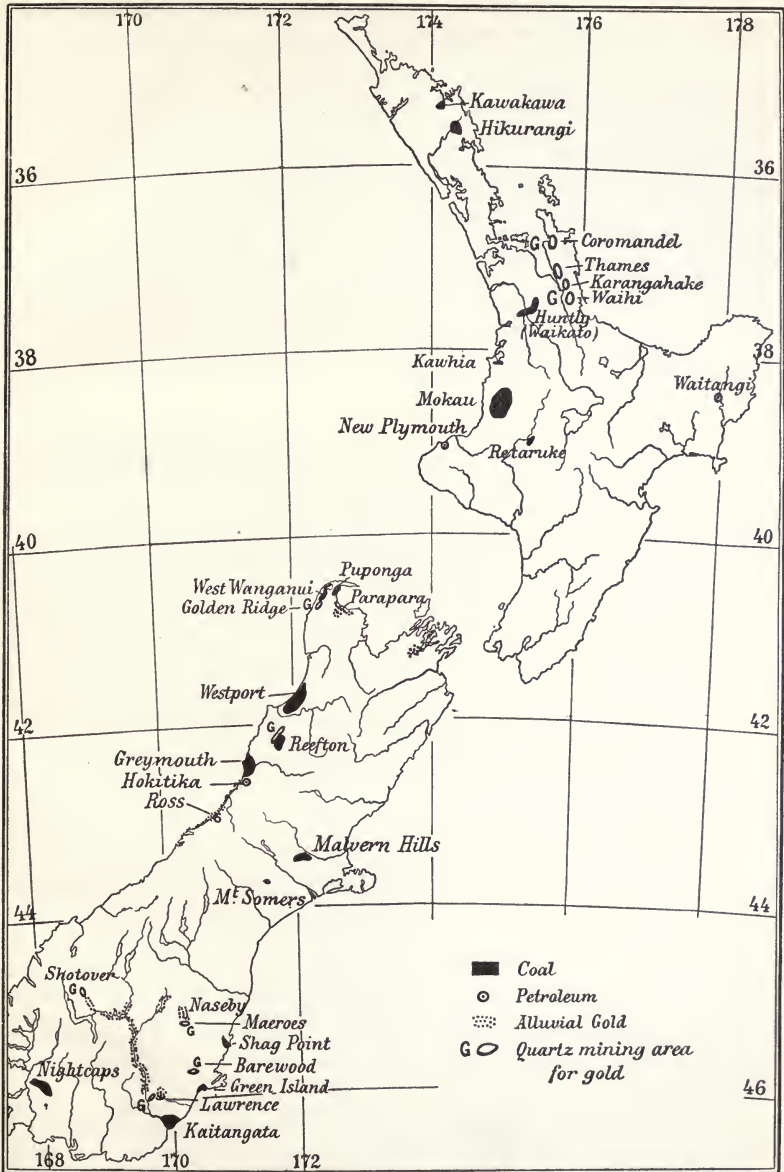 170
172
174
176
178
Kawakawa
Hikurangi
36
36
G
Coromandel
Thames
Karangahake
G
Waihi
Huntly
(Waikato)
38
38
Kawhia
Waitangi
Mokau
New Plymouth
Retaruke
40
40
Puponga
West Wanganui
Parapara
Golden Ridge
G
Westport
42
42
G
Reefton
Greymouth
Hokitika
Ross
Malvern Hills
Mt. Somers
44
44
Coal
Shotover
G
Petroleum
Naseby
Alluvial Gold
Maeroes
G
Shag Point
G
Quartz mining area
for gold
G
Barewood
Nightcaps
Green Island
46
G
Lawrence
Kaitangata
168
170
172